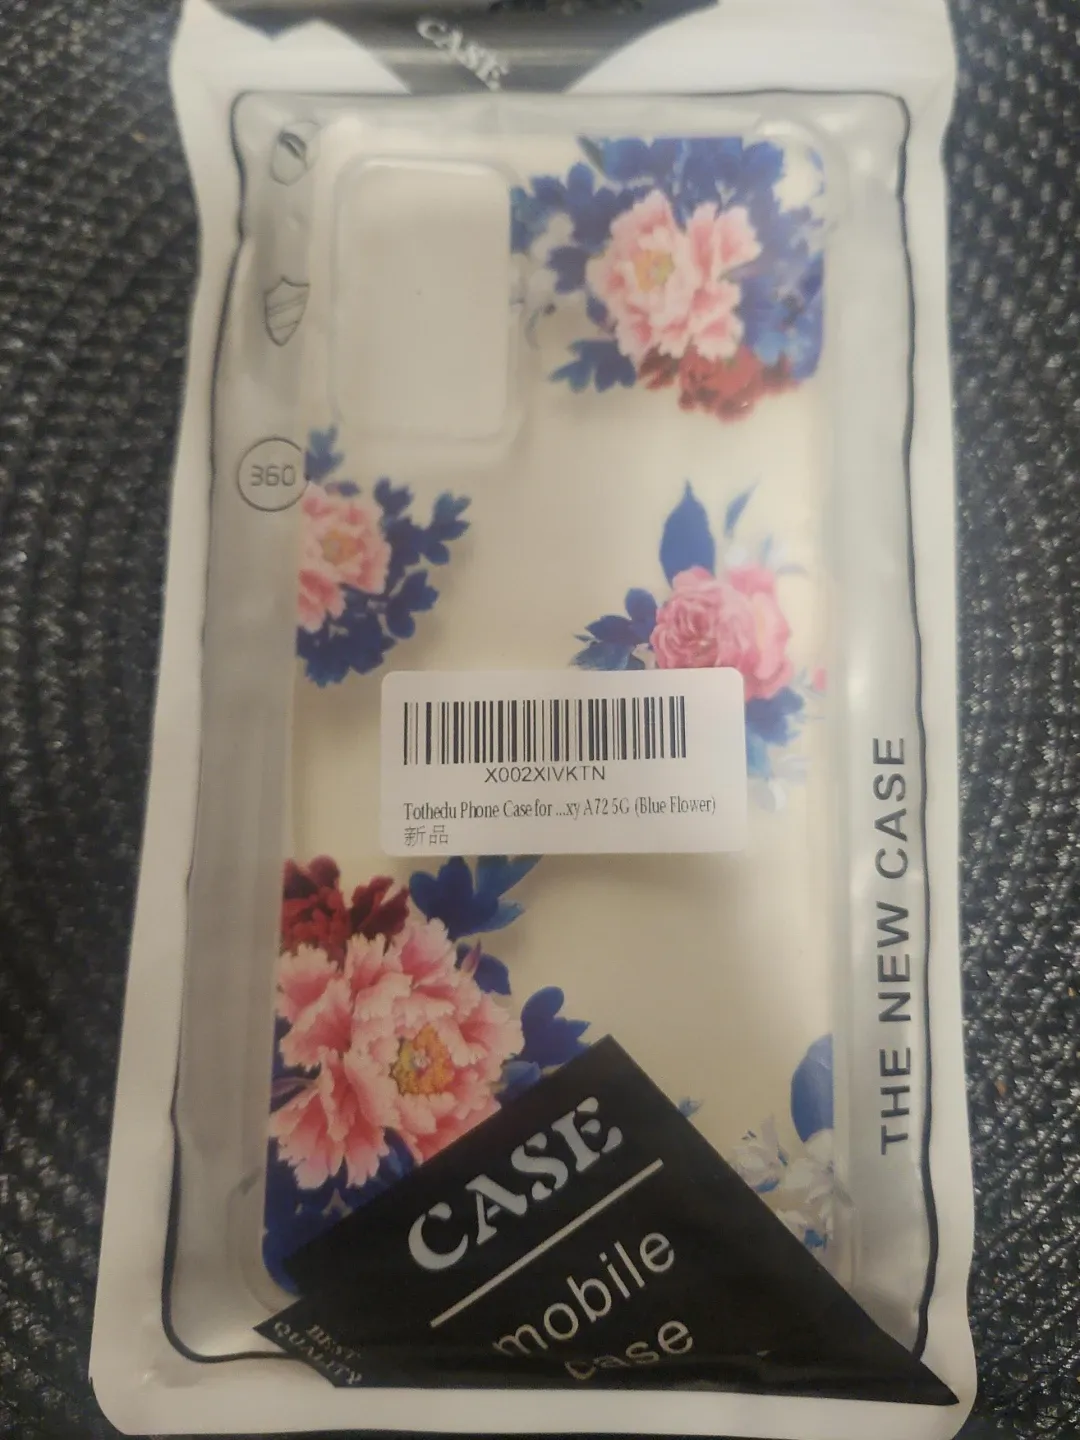 CASE
360
X002XIVKTN
Tothedu Phone Case for ...xy A72 5G (Blue Flower)
新品
THE NEW CASE
CASE
mobile
case
BEST
QUALITY